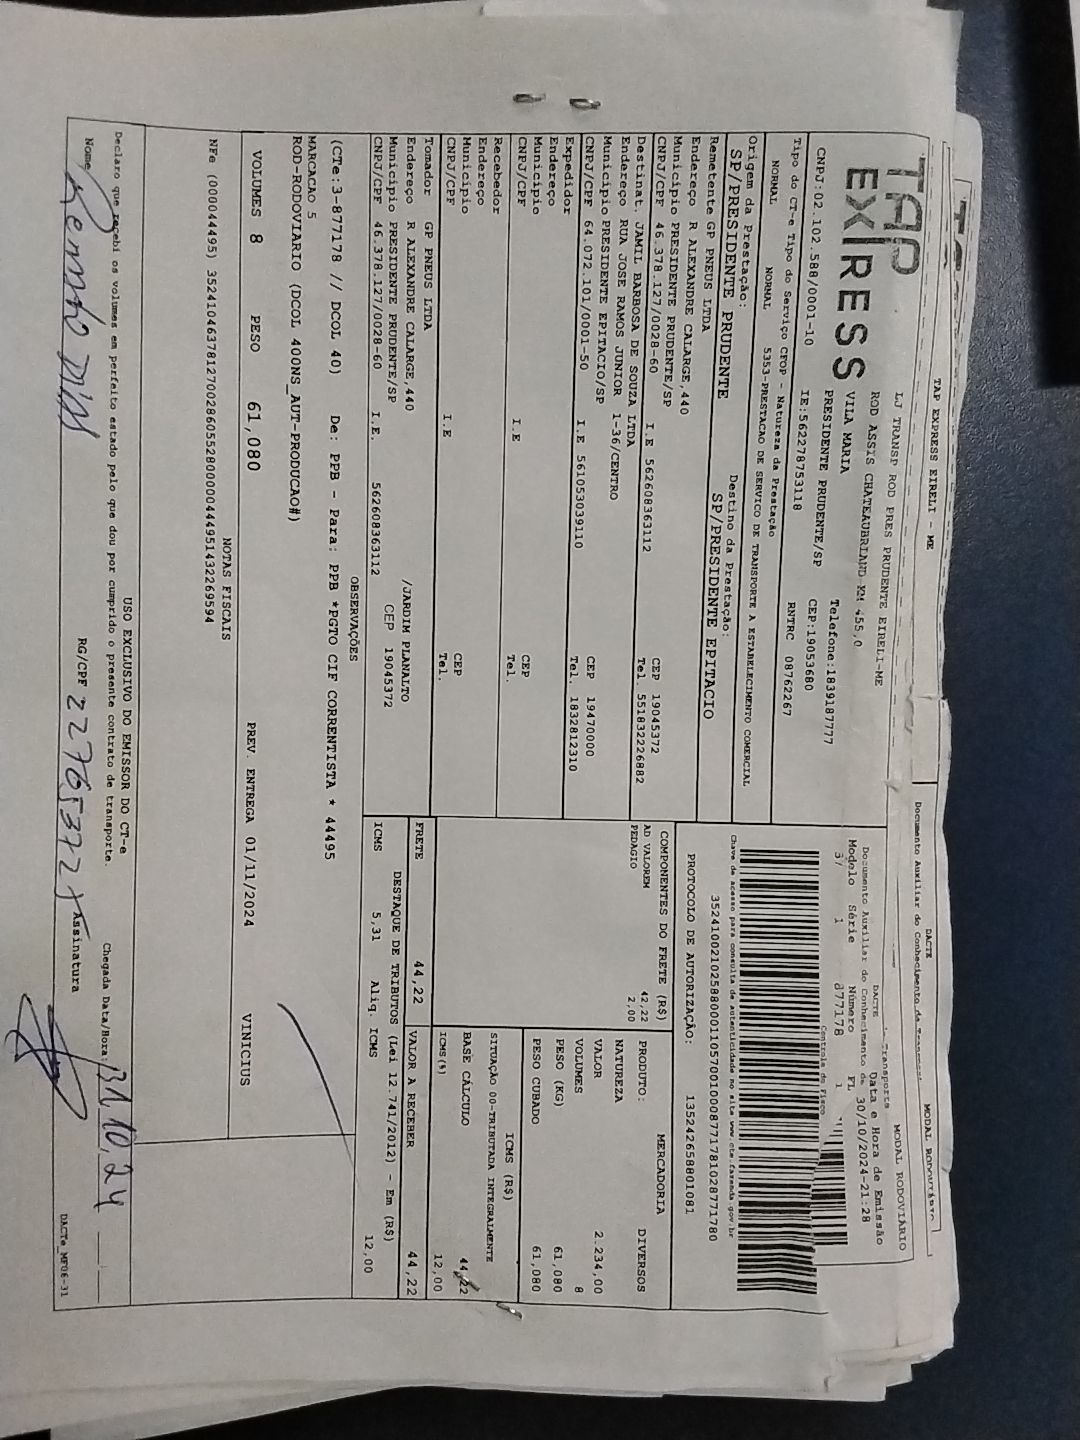 TAP EXPRESS EIRELI - ME
DACTE
MODAL RODOVIÁRIO
TAP
EXPRESS
LJ TRANSP ROD PRES PRUDENTE EIRELI-ME
ROD ASSIS CHATEAUBRIAND KM 455,0
VILA MARIA
PRESIDENTE PRUDENTE/SP
Telefone:1839187777
CEP:19053680
CNPJ:02.102.588/0001-10
IE:562278753118
RNTRC 08762267
DACTE
Documento Auxiliar do Conhecimento de Transporte
MODAL RODOVIÁRIO
Modelo Série Número FL Data e Hora de Emissão
57 1 877178 1 30/10/2024-21:28
Controle do Fisco
Tipo do CT-e Tipo do Serviço CFOP - Natureza da Prestação
NORMAL NORMAL 5353-PRESTACAO DE SERVICO DE TRANSPORTE A ESTABELECIMENTO COMERCIAL
Chave de acesso para consulta de autenticidade no site www.cte.fazenda.gov.br
PROTOCOLO DE AUTORIZAÇÃO: 135242658801081
Origem da Prestação:
SP/PRESIDENTE PRUDENTE
Destino da Prestação:
SP/PRESIDENTE EPITACIO
Remetente GP PNEUS LTDA
Endereço R ALEXANDRE CALARGE,440
Município PRESIDENTE PRUDENTE/SP CEP 19045372
CNPJ/CPF 46.378.127/0028-60 I.E 562608363112 Tel. 551832226882
Destinat. JAMIL BARBOSA DE SOUZA LTDA
Endereço RUA JOSE RAMOS JUNIOR 1-36/CENTRO
Município PRESIDENTE EPITACIO/SP CEP 19470000
CNPJ/CPF 64.072.101/0001-50 I.E 561053039110 Tel. 1832812310
Expedidor
Endereço
Município CEP
CNPJ/CPF I.E Tel.
Recebedor
Endereço
Município CEP
CNPJ/CPF I.E Tel.
Tomador GP PNEUS LTDA
Endereço R ALEXANDRE CALARGE,440 /JARDIM PLANALTO
Município PRESIDENTE PRUDENTE/SP CEP 19045372
CNPJ/CPF 46.378.127/0028-60 I.E. 562608363112
COMPONENTES DO FRETE (R$)
AD VALOREM 42,22
PEDAGIO 2,00
FRETE 44,22
MERCADORIA
PRODUTO: DIVERSOS
NATUREZA
VALOR 2.234,00
VOLUMES 8
PESO (KG) 61,080
PESO CUBADO 61,080
ICMS (R$)
SITUAÇÃO 00-TRIBUTADA INTEGRALMENTE
BASE CÁLCULO 44,22
ICMS(%) 12,00
VALOR A RECEBER 44,22
DESTAQUE DE TRIBUTOS (Lei 12.741/2012) - Em (R$)
ICMS 5,31 Aliq. ICMS 12,00
OBSERVAÇÕES
(CTe:3-877178 // DCOL 40) De: PPB - Para: PPB *PGTO CIF CORRENTISTA * 44495
MARCACAO 5
ROD-RODOVIARIO (DCOL 400NS_AUT-PRODUCAO#)
VOLUMES 8 PESO 61,080 PREV. ENTREGA 01/11/2024 VINICIUS
NOTAS FISCAIS
NFe (000044495) 35241046378127002860552800000444951432269594
USO EXCLUSIVO DO EMISSOR DO CT-e
Declaro que recebi os volumes em perfeito estado pelo que dou por cumprido o presente contrato de transporte.
Chegada Data/Hora: 31.10.24
Nome RG/CPF Assinatura
DACTe_MF06-31